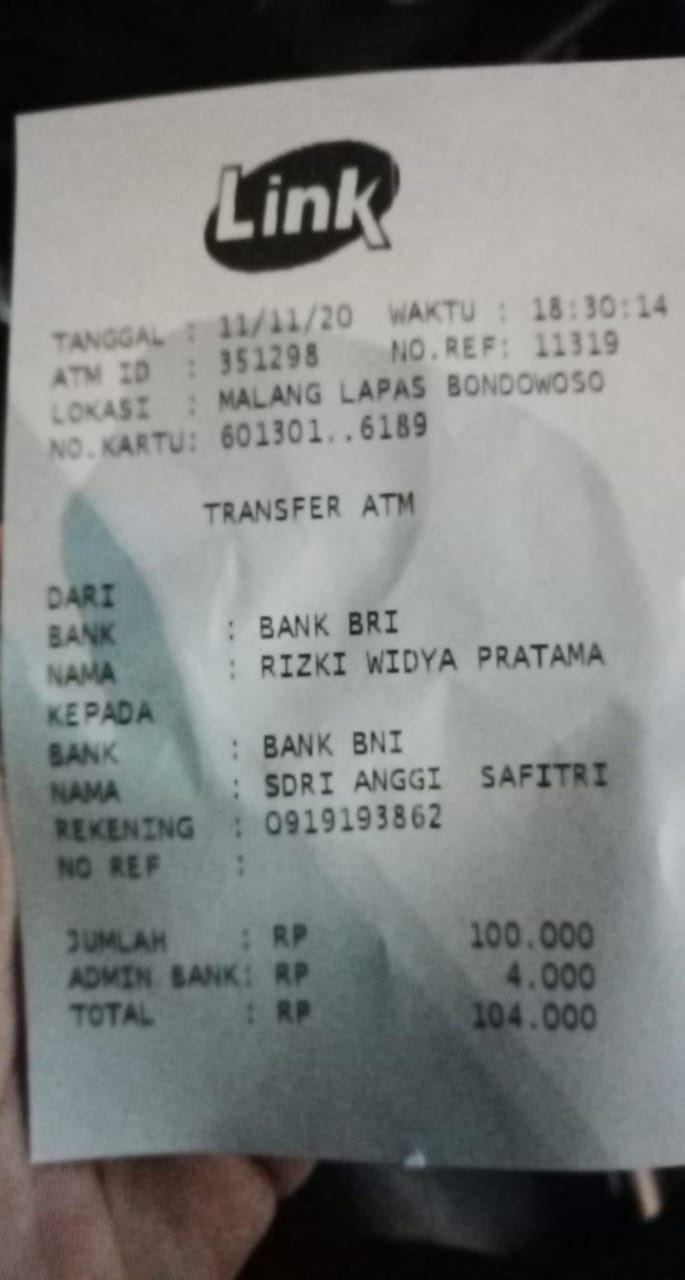 Link
TANGGAL : 11/11/20 WAKTU : 18:30:14
ATM ID : 351298 NO.REF: 11319
LOKASI : MALANG LAPAS BONDOWOSO
NO.KARTU: 601301..6189
TRANSFER ATM
DARI
BANK : BANK BRI
NAMA : RIZKI WIDYA PRATAMA
KEPADA
BANK : BANK BNI
NAMA : SDRI ANGGI SAFITRI
REKENING : 0919193862
NO REF :
JUMLAH : RP 100.000
ADMIN BANK: RP 4.000
TOTAL : RP 104.000